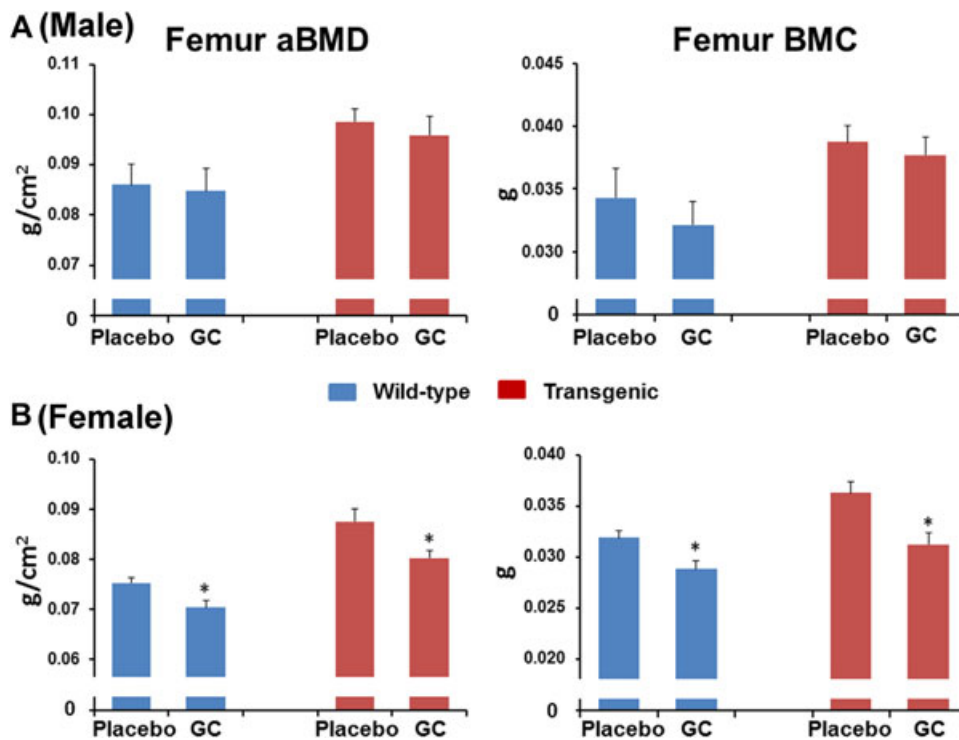 A (Male)
Femur aBMD
Femur BMC
g/cm²
0.11
0.10
0.09
0.08
0.07
0
Placebo GC Placebo GC
g
0.045
0.040
0.035
0.030
0
Placebo GC Placebo GC
Wild-type Transgenic
B (Female)
g/cm²
0.10
0.09
0.08
0.07
0.06
0
* *
Placebo GC Placebo GC
g
0.040
0.035
0.030
0.025
0.020
0
* *
Placebo GC Placebo GC